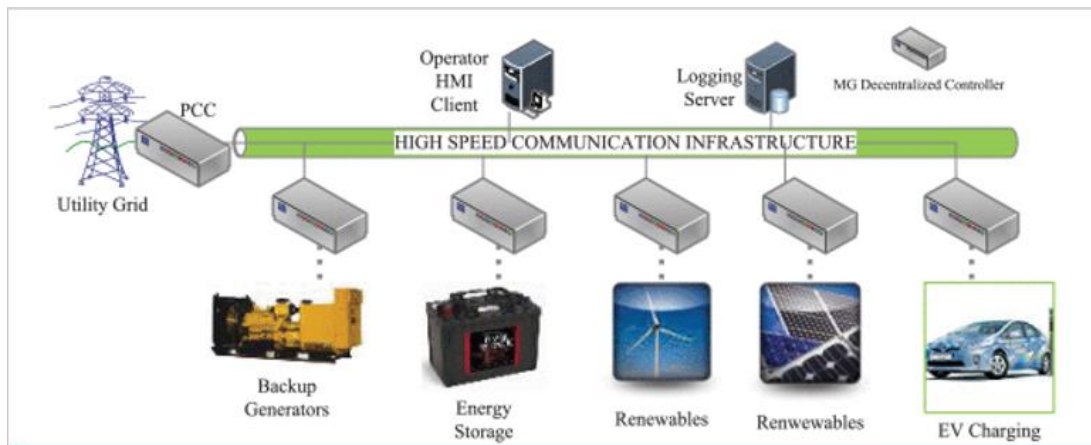 Operator
HMI
Client
Logging
Server
MG Decentralized Controller
PCC
HIGH SPEED COMMUNICATION INFRASTRUCTURE
Utility Grid
Backup
Generators
Energy
Storage
Renewables
Renwewables
EV Charging